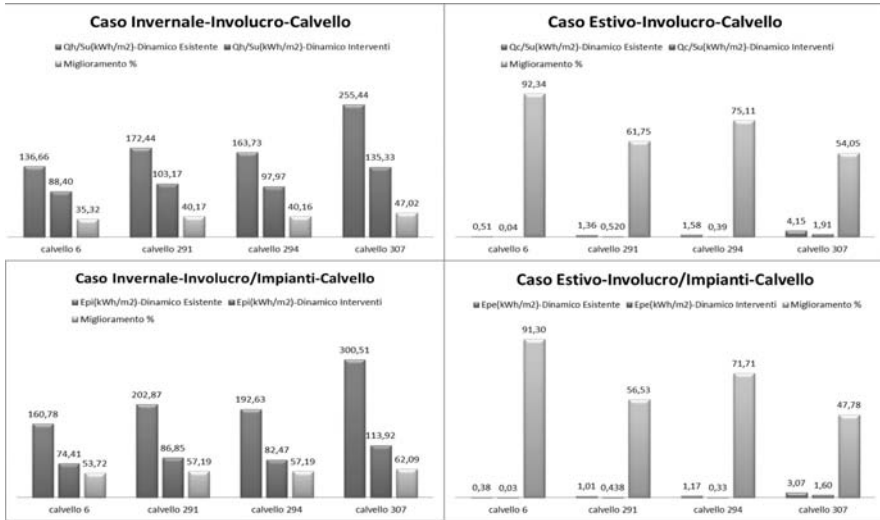 Caso Invernale-Involucro-Calvello
Qh/Su(kWh/m2)-Dinamico Esistente Qh/Su(kWh/m2)-Dinamico Interventi
Miglioramento %
136,66 88,40 35,32
172,44 103,17 40,17
163,73 97,97 40,16
255,44 135,33 47,02
calvello 6 calvello 291 calvello 294 calvello 307
Caso Estivo-Involucro-Calvello
Qc/Su(kWh/m2)-Dinamico Esistente Qc/Su(kWh/m2)-Dinamico Interventi
Miglioramento %
0,51 0,04 92,34
1,36 0,520 61,75
1,58 0,39 75,11
4,15 1,91 54,05
calvello 6 calvello 291 calvello 294 calvello 307
Caso Invernale-Involucro/Impianti-Calvello
Epi(kWh/m2)-Dinamico Esistente Epi(kWh/m2)-Dinamico Interventi
Miglioramento %
160,78 74,41 53,72
202,87 86,85 57,19
192,63 82,47 57,19
300,51 113,92 62,09
calvello 6 calvello 291 calvello 294 calvello 307
Caso Estivo-Involucro/Impianti-Calvello
Epe(kWh/m2)-Dinamico Esistente Epe(kWh/m2)-Dinamico Interventi
Miglioramento %
0,38 0,03 91,30
1,01 0,438 56,53
1,17 0,33 71,71
3,07 1,60 47,78
calvello 6 calvello 291 calvello 294 calvello 307